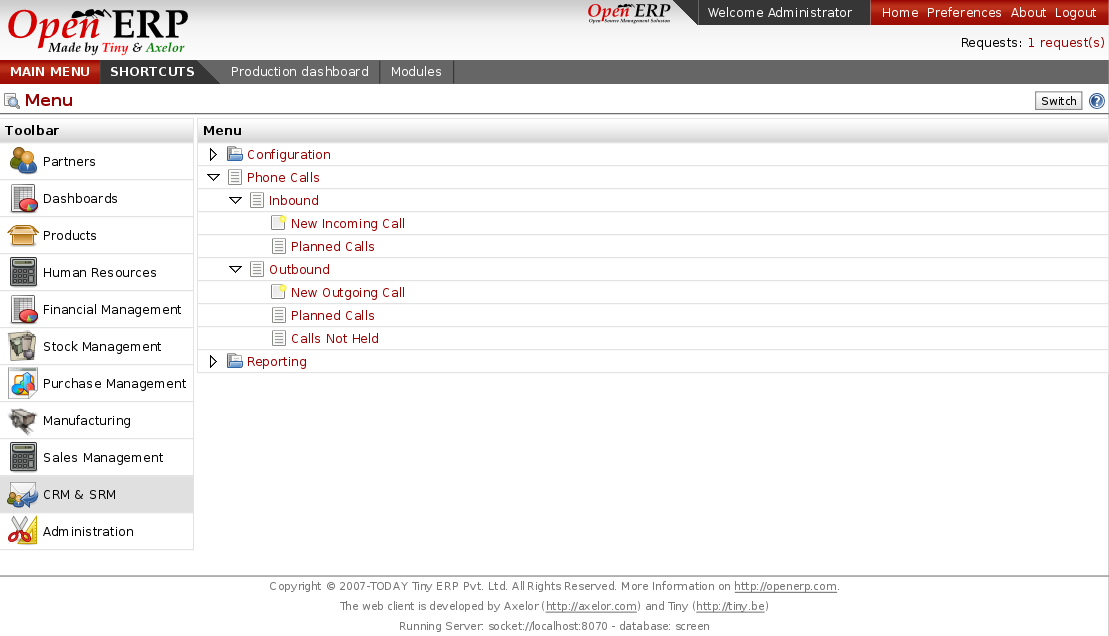 Open ERP
Made by Tiny & Axelor
Open ERP
Open Source Management Solution
Welcome Administrator
Home Preferences About Logout
Requests: 1 request(s)
MAIN MENU SHORTCUTS Production dashboard Modules
Menu
Switch ?
Toolbar
Partners
Dashboards
Products
Human Resources
Financial Management
Stock Management
Purchase Management
Manufacturing
Sales Management
CRM & SRM
Administration
Menu
Configuration
Phone Calls
Inbound
New Incoming Call
Planned Calls
Outbound
New Outgoing Call
Planned Calls
Calls Not Held
Reporting
Copyright © 2007-TODAY Tiny ERP Pvt. Ltd. All Rights Reserved. More Information on http://openerp.com.
The web client is developed by Axelor (http://axelor.com) and Tiny (http://tiny.be)
Running Server: socket://localhost:8070 - database: screen